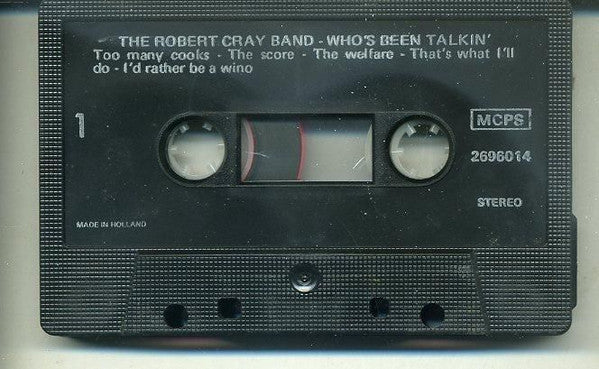 THE ROBERT CRAY BAND - WHO'S BEEN TALKIN'
Too many cooks - The score - The welfare - That's what I'll
do - I'd rather be a wino
1
MCPS
2696014
STEREO
MADE IN HOLLAND